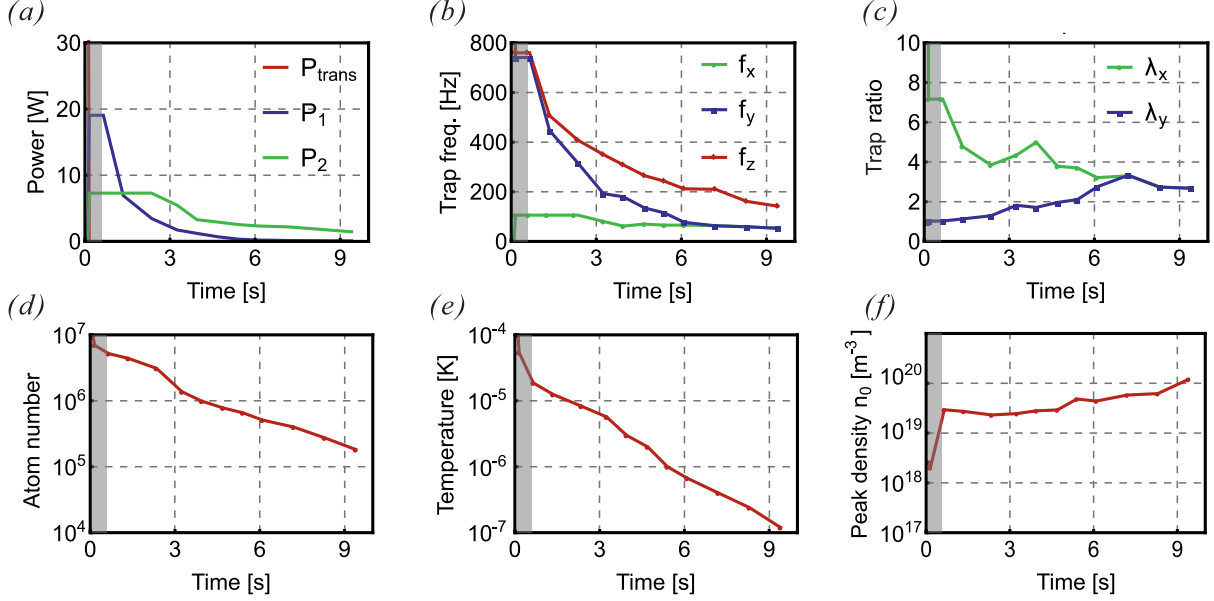 (a)
30
20
10
0
Power [W]
P_trans
P_1
P_2
0 3 6 9
Time [s]
(b)
800
600
400
200
0
Trap freq. [Hz]
f_x
f_y
f_z
0 3 6 9
Time [s]
(c)
10
8
6
4
2
0
Trap ratio
λ_x
λ_y
0 3 6 9
Time [s]
(d)
10^7
10^6
10^5
10^4
Atom number
0 3 6 9
Time [s]
(e)
10^-4
10^-5
10^-6
10^-7
Temperature [K]
0 3 6 9
Time [s]
(f)
10^20
10^19
10^18
10^17
Peak density n_0 [m^-3]
0 3 6 9
Time [s]